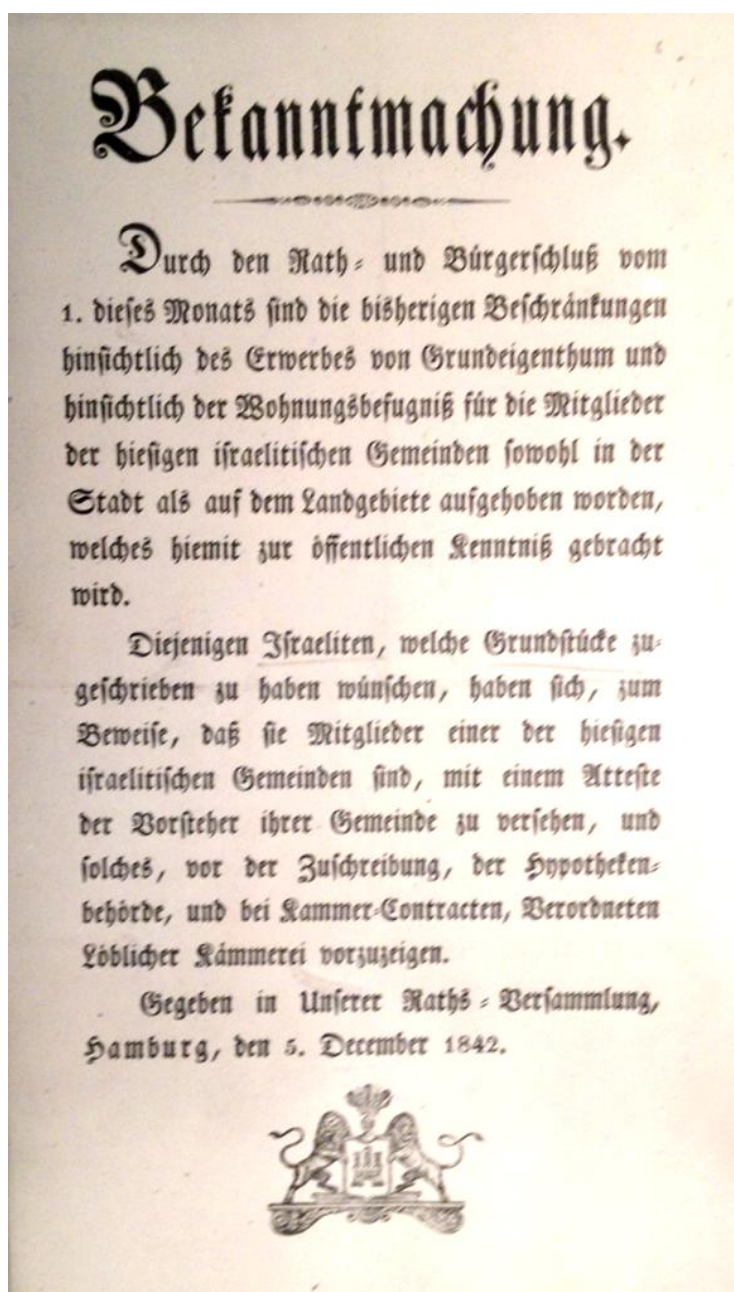 Bekanntmachung.
Durch den Rath- und Bürgerschluß vom
1. dieses Monats sind die bisherigen Beschränkungen
hinsichtlich des Erwerbes von Grundeigenthum und
hinsichtlich der Wohnungsbefugniß für die Mitglieder
der hiesigen israelitischen Gemeinden sowohl in der
Stadt als auf dem Landgebiete aufgehoben worden,
welches hiemit zur öffentlichen Kenntniß gebracht
wird.
Diejenigen Israeliten, welche Grundstücke zu-
geschrieben zu haben wünschen, haben sich, zum
Beweise, daß sie Mitglieder einer der hiesigen
israelitischen Gemeinden sind, mit einem Atteste
der Vorsteher ihrer Gemeinde zu versehen, und
solches, vor der Zuschreibung, der Hypotheken-
behörde, und bei Kammer-Contracten, Verordneten
Löblicher Kämmerei vorzuzeigen.
Gegeben in Unserer Raths-Versammlung,
Hamburg, den 5. December 1842.